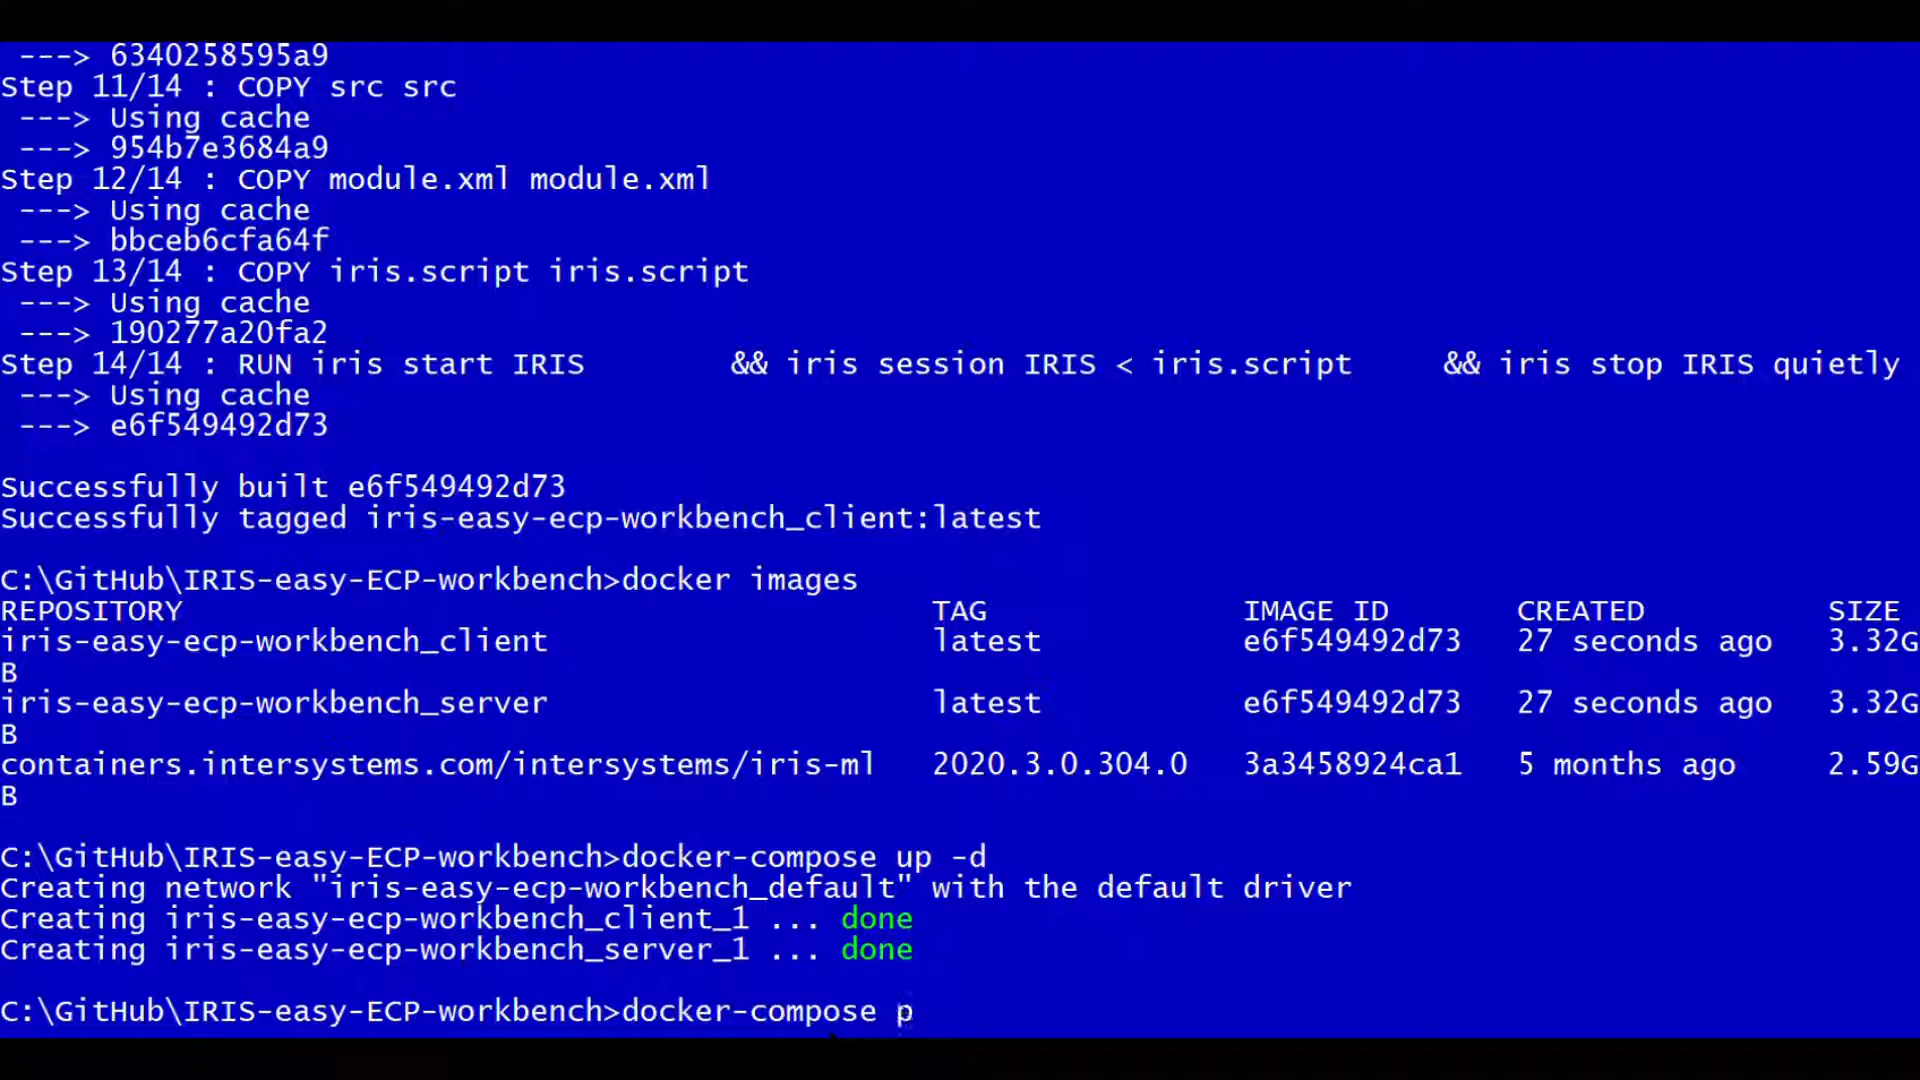 ---> 6340258595a9
Step 11/14 : COPY src src
---> Using cache
---> 954b7e3684a9
Step 12/14 : COPY module.xml module.xml
---> Using cache
---> bbceb6cfa64f
Step 13/14 : COPY iris.script iris.script
---> Using cache
---> 190277a20fa2
Step 14/14 : RUN iris start IRIS && iris session IRIS < iris.script && iris stop IRIS quietly
---> Using cache
---> e6f549492d73
Successfully built e6f549492d73
Successfully tagged iris-easy-ecp-workbench_client:latest
C:\GitHub\IRIS-easy-ECP-workbench>docker images
REPOSITORY TAG IMAGE ID CREATED SIZE
iris-easy-ecp-workbench_client latest e6f549492d73 27 seconds ago 3.32G
B
iris-easy-ecp-workbench_server latest e6f549492d73 27 seconds ago 3.32G
B
containers.intersystems.com/intersystems/iris-ml 2020.3.0.304.0 3a3458924ca1 5 months ago 2.59G
B
C:\GitHub\IRIS-easy-ECP-workbench>docker-compose up -d
Creating network "iris-easy-ecp-workbench_default" with the default driver
Creating iris-easy-ecp-workbench_client_1 ... done
Creating iris-easy-ecp-workbench_server_1 ... done
C:\GitHub\IRIS-easy-ECP-workbench>docker-compose p